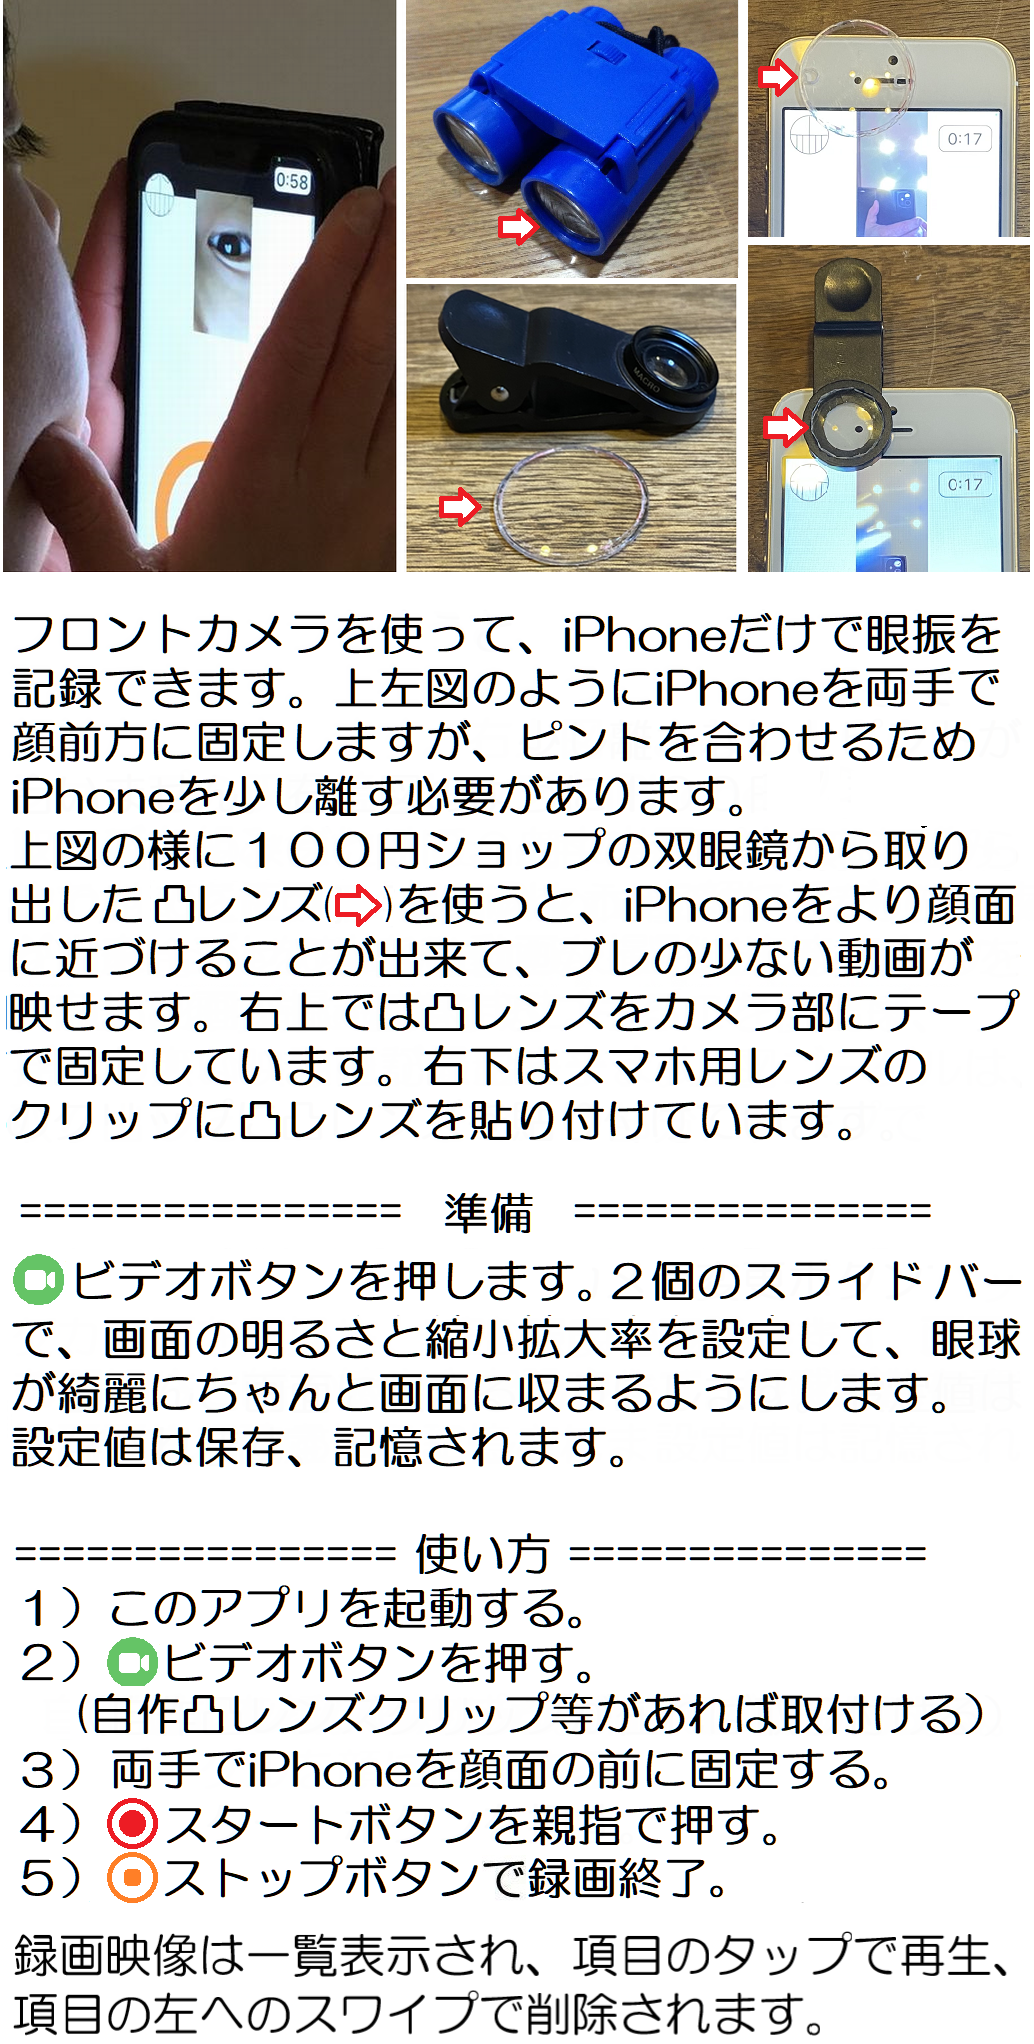 0:58
MACRO
0:17
0:17
フロントカメラを使って、iPhoneだけで眼振を
記録できます。上左図のようにiPhoneを両手で
顔前方に固定しますが、ピントを合わせるため
iPhoneを少し離す必要があります。
上図の様に１００円ショップの双眼鏡から取り
出した凸レンズ(⇨)を使うと、iPhoneをより顔面
に近づけることが出来て、ブレの少ない動画が
映せます。右上では凸レンズをカメラ部にテープ
で固定しています。右下はスマホ用レンズの
クリップに凸レンズを貼り付けています。
================ 準備 ===============
ビデオボタンを押します。２個のスライドバー
で、画面の明るさと縮小拡大率を設定して、眼球
が綺麗にちゃんと画面に収まるようにします。
設定値は保存、記憶されます。
================ 使い方 ===============
１）このアプリを起動する。
２）ビデオボタンを押す。
(自作凸レンズクリップ等があれば取付ける）
３）両手でiPhoneを顔面の前に固定する。
４）スタートボタンを親指で押す。
５）ストップボタンで録画終了。
録画映像は一覧表示され、項目のタップで再生、
項目の左へのスワイプで削除されます。